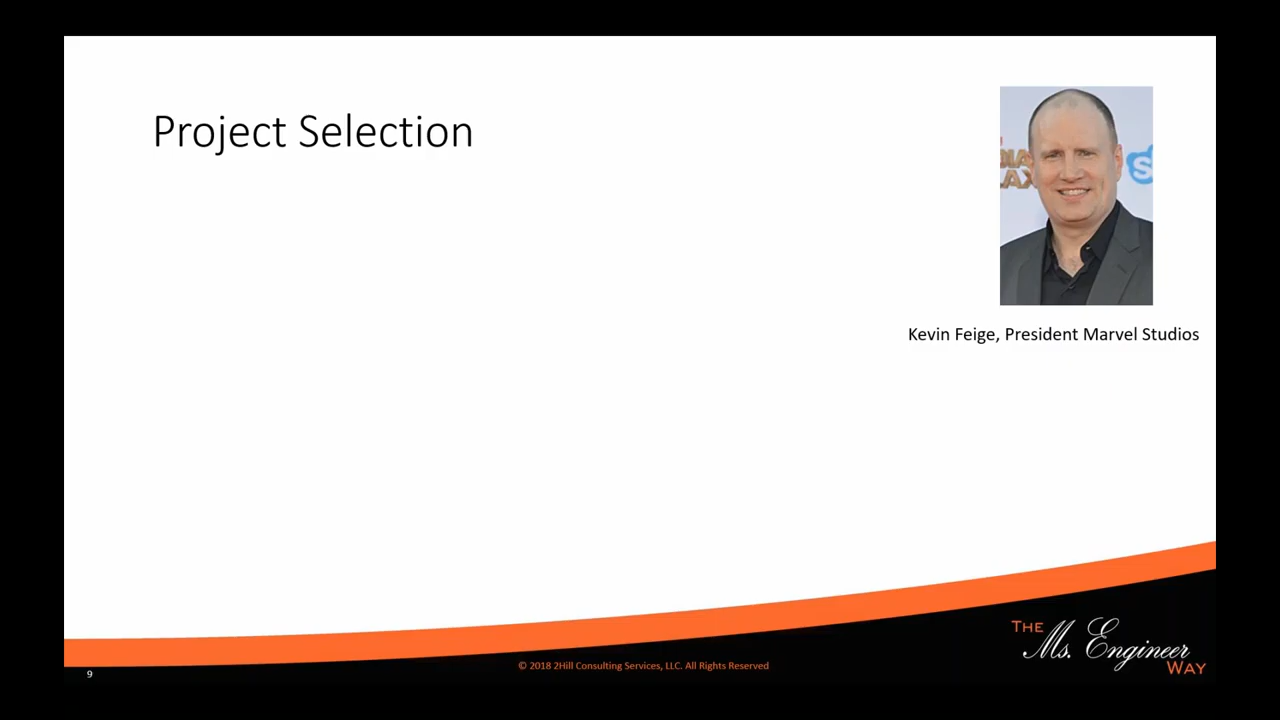 Project Selection
Kevin Feige, President Marvel Studios
THE
Ms. Engineer
WAY
© 2018 2Hill Consulting Services, LLC. All Rights Reserved
9